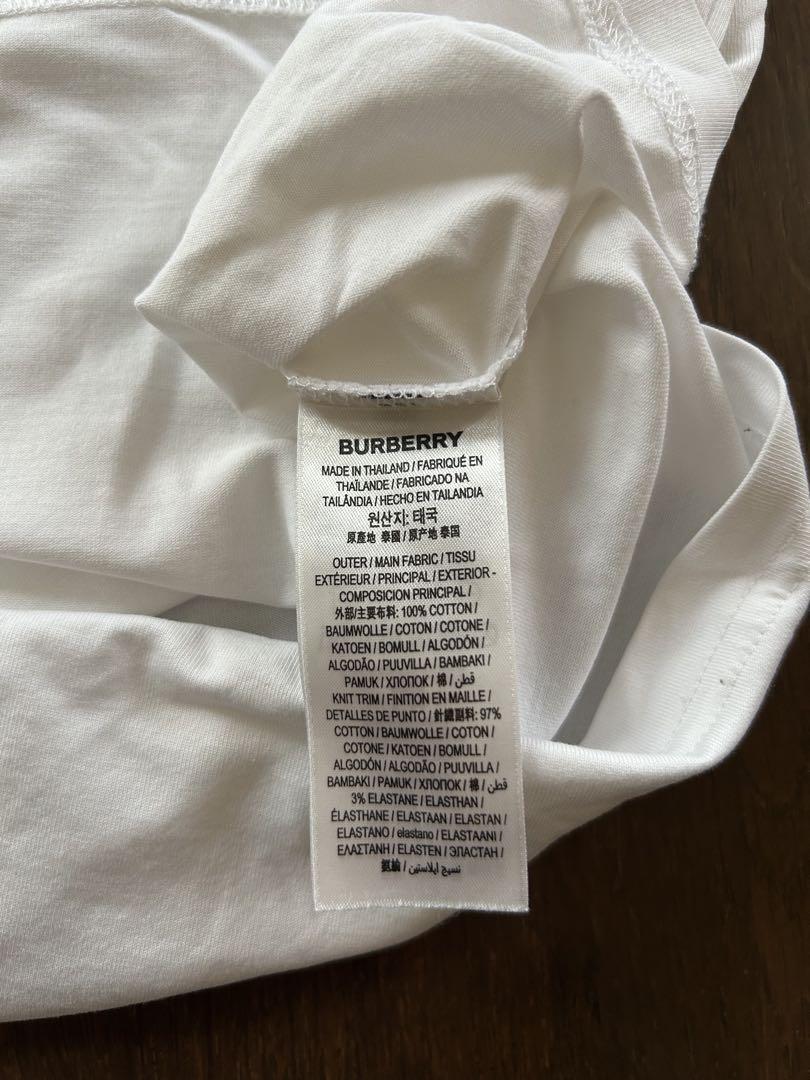 BURBERRY
MADE IN THAILAND / FABRIQUÉ EN
THAÏLANDE / FABRICADO NA
TAILÂNDIA / HECHO EN TAILANDIA
원산지: 태국
原產地 泰國 / 原产地 泰国
OUTER / MAIN FABRIC / TISSU
EXTÉRIEUR / PRINCIPAL / EXTERIOR -
COMPOSICION PRINCIPAL /
外部/主要布料: 100% COTTON /
BAUMWOLLE / COTON / COTONE /
KATOEN / BOMULL / ALGODÓN /
ALGODÃO / PUUVILLA / BAMBAKI /
PAMUK / ХЛОПОК / 棉 / قطن
KNIT TRIM / FINITION EN MAILLE /
DETALLES DE PUNTO / 針織副料: 97%
COTTON / BAUMWOLLE / COTON /
COTONE / KATOEN / BOMULL /
ALGODÓN / ALGODÃO / PUUVILLA /
BAMBAKI / PAMUK / ХЛОПОК / 棉 / قطن
3% ELASTANE / ELASTHAN /
ÉLASTHANE / ELASTAAN / ELASTAN /
ELASTANO / elastano / ELASTAANI /
ΕΛΑΣΤΑΝΗ / ELASTEN / ЭЛАСТАН /
氨綸 / نسيج ايلاستين